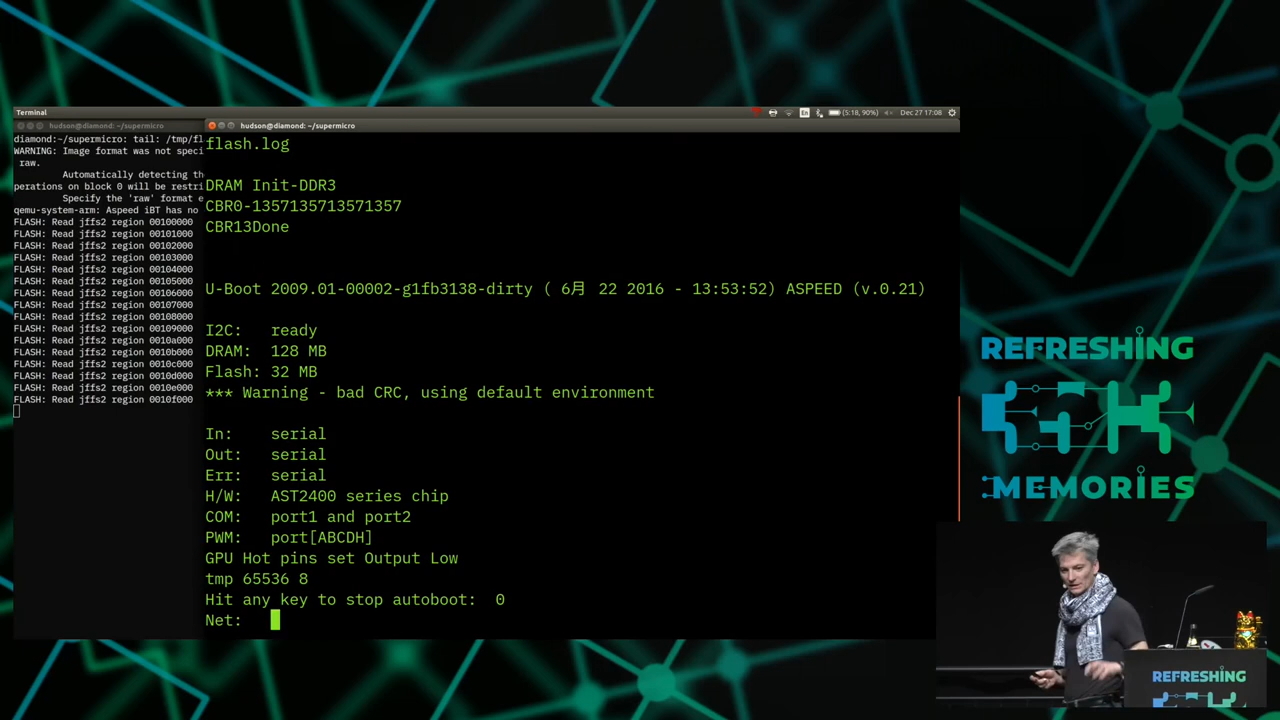 Terminal
(5:18, 90%) Dec 27 17:08
hudson@diamond: ~/supermicro
diamond:~/supermicro: tail: /tmp/fl
WARNING: Image format was not speci
raw.
Automatically detecting th
perations on block 0 will be restri
Specify the 'raw' format e
qemu-system-arm: Aspeed iBT has no
FLASH: Read jffs2 region 00100000
FLASH: Read jffs2 region 00101000
FLASH: Read jffs2 region 00102000
FLASH: Read jffs2 region 00103000
FLASH: Read jffs2 region 00104000
FLASH: Read jffs2 region 00105000
FLASH: Read jffs2 region 00106000
FLASH: Read jffs2 region 00107000
FLASH: Read jffs2 region 00108000
FLASH: Read jffs2 region 00109000
FLASH: Read jffs2 region 0010a000
FLASH: Read jffs2 region 0010b000
FLASH: Read jffs2 region 0010c000
FLASH: Read jffs2 region 0010d000
FLASH: Read jffs2 region 0010e000
FLASH: Read jffs2 region 0010f000
hudson@diamond: ~/supermicro
flash.log
DRAM Init-DDR3
CBR0-1357135713571357
CBR13Done
U-Boot 2009.01-00002-g1fb3138-dirty ( 6月 22 2016 - 13:53:52) ASPEED (v.0.21)
I2C: ready
DRAM: 128 MB
Flash: 32 MB
*** Warning - bad CRC, using default environment
In: serial
Out: serial
Err: serial
H/W: AST2400 series chip
COM: port1 and port2
PWM: port[ABCDH]
GPU Hot pins set Output Low
tmp 65536 8
Hit any key to stop autoboot: 0
Net:
REFRESHING
MEMORIES
REFRESHING